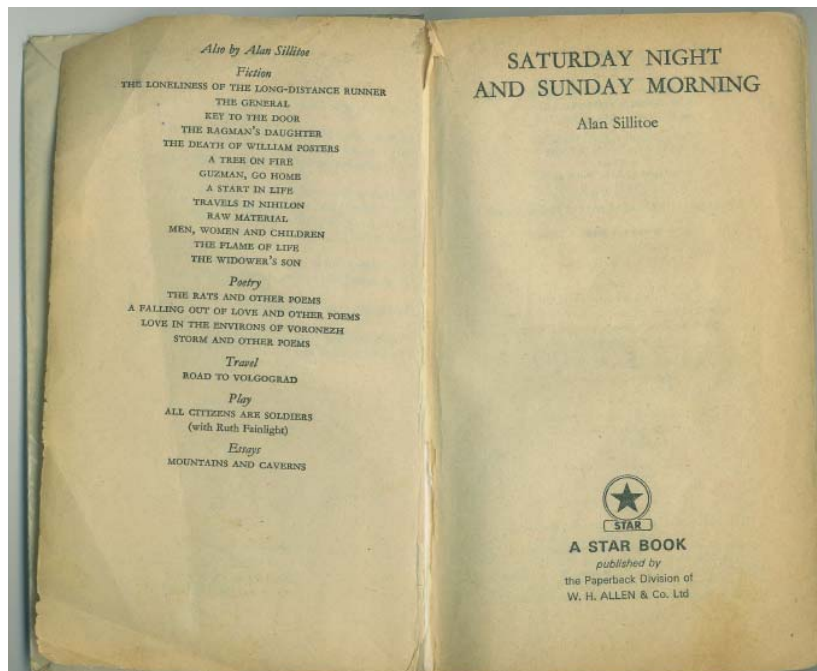 Also by Alan Sillitoe
Fiction
THE LONELINESS OF THE LONG-DISTANCE RUNNER
THE GENERAL
KEY TO THE DOOR
THE RAGMAN'S DAUGHTER
THE DEATH OF WILLIAM POSTERS
A TREE ON FIRE
GUZMAN, GO HOME
A START IN LIFE
TRAVELS IN NIHILON
RAW MATERIAL
MEN, WOMEN AND CHILDREN
THE FLAME OF LIFE
THE WIDOWER'S SON
Poetry
THE RATS AND OTHER POEMS
A FALLING OUT OF LOVE AND OTHER POEMS
LOVE IN THE ENVIRONS OF VORONEZH
STORM AND OTHER POEMS
Travel
ROAD TO VOLGOGRAD
Play
ALL CITIZENS ARE SOLDIERS
(with Ruth Fainlight)
Essays
MOUNTAINS AND CAVERNS
SATURDAY NIGHT
AND SUNDAY MORNING
Alan Sillitoe
STAR
A STAR BOOK
published by
the Paperback Division of
W. H. ALLEN & Co. Ltd